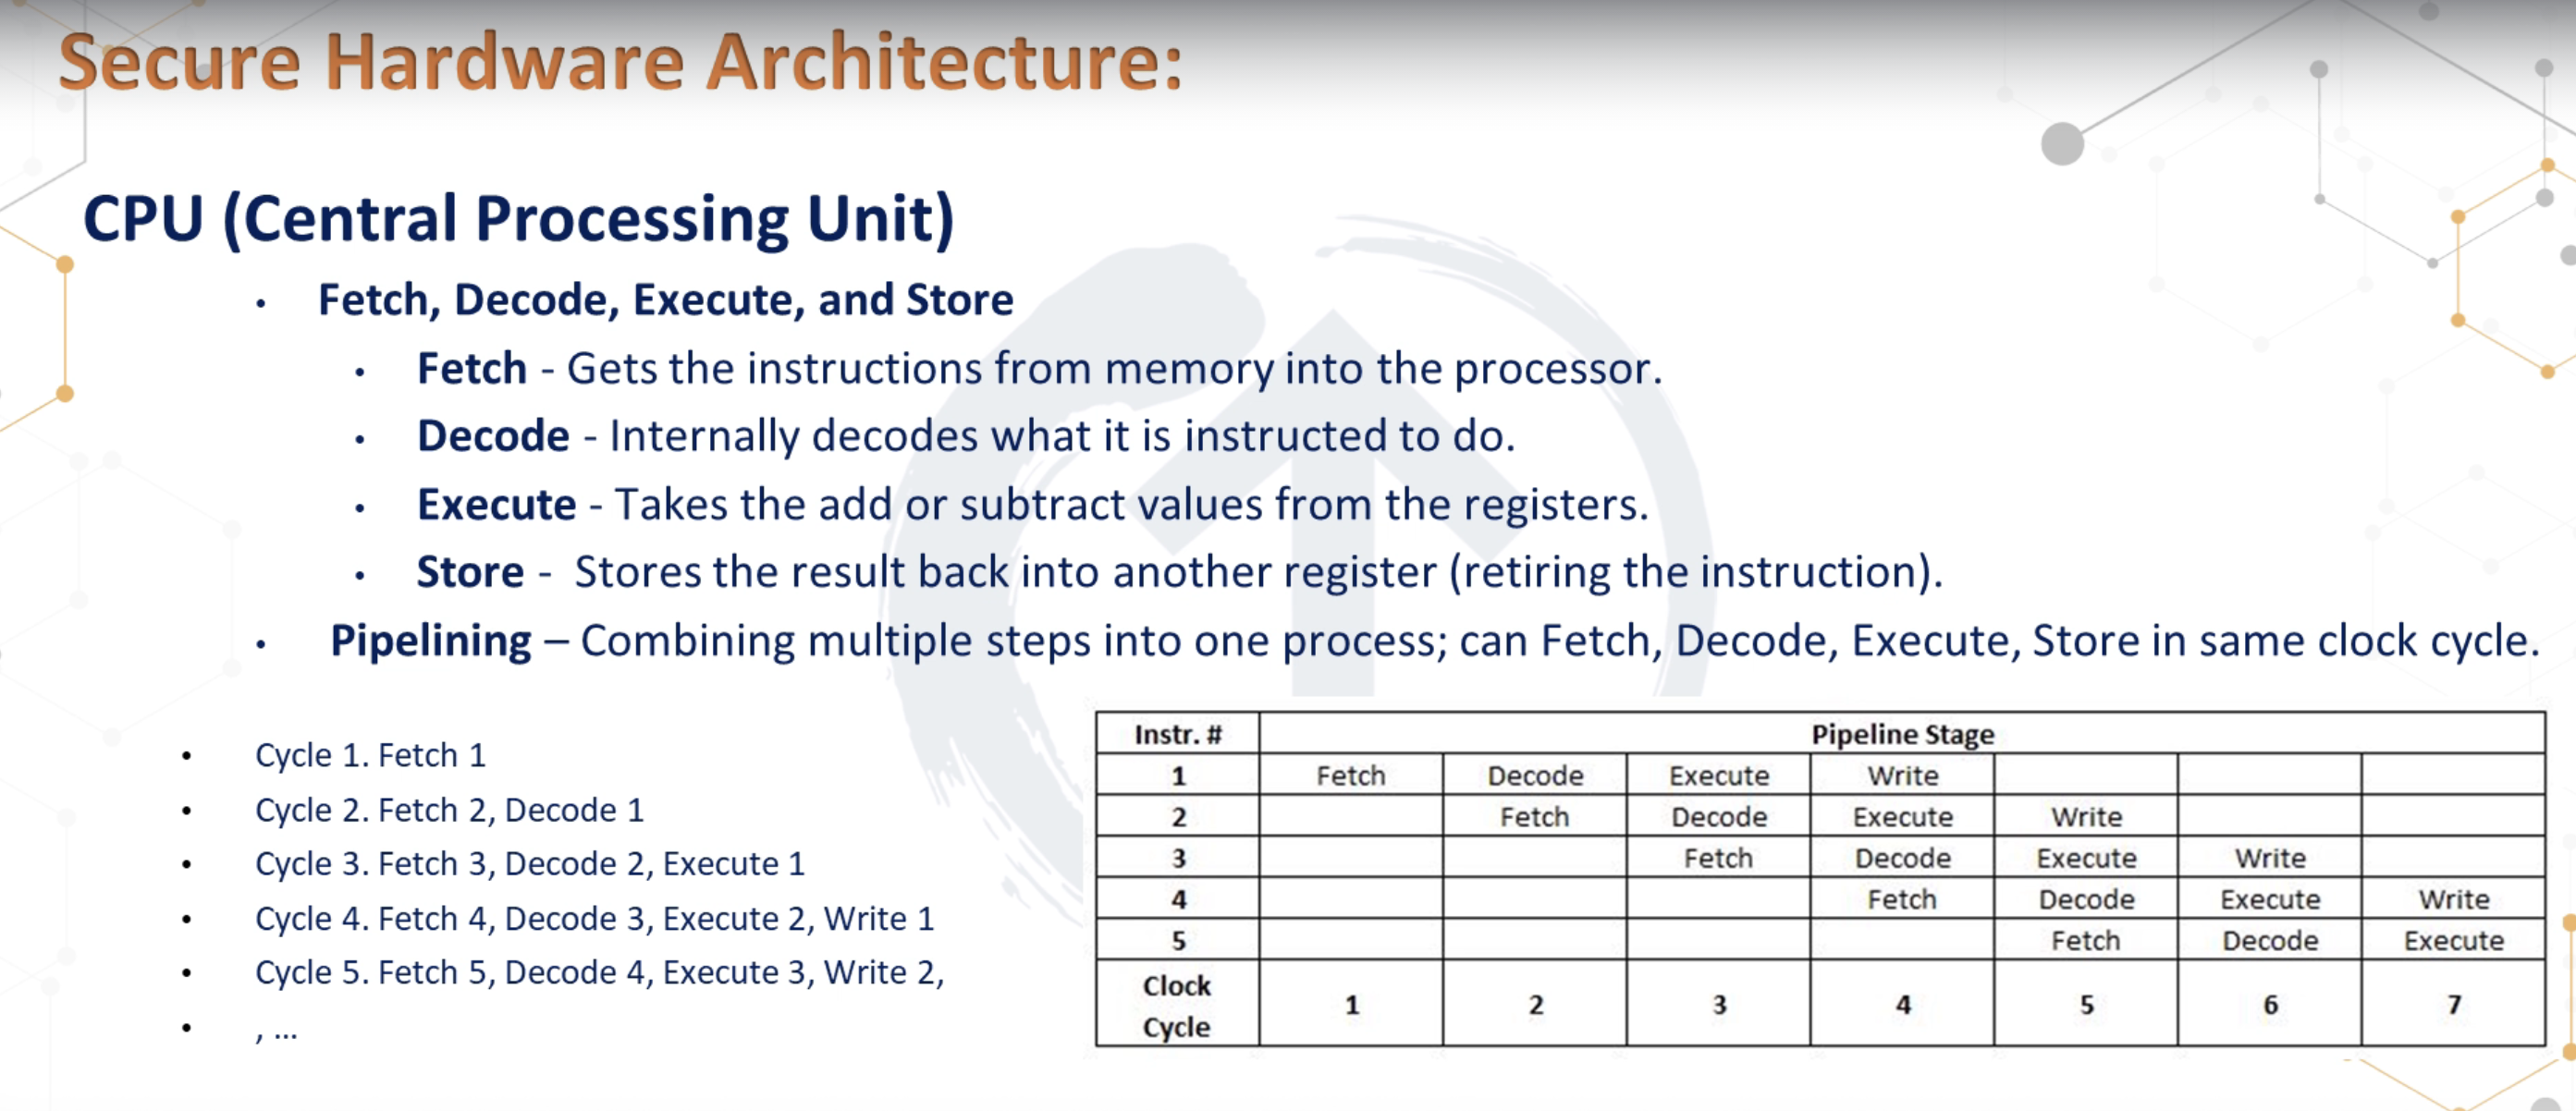 Secure Hardware Architecture:
CPU (Central Processing Unit)
• Fetch, Decode, Execute, and Store
• Fetch - Gets the instructions from memory into the processor.
• Decode - Internally decodes what it is instructed to do.
• Execute - Takes the add or subtract values from the registers.
• Store - Stores the result back into another register (retiring the instruction).
• Pipelining – Combining multiple steps into one process; can Fetch, Decode, Execute, Store in same clock cycle.
• Cycle 1. Fetch 1
• Cycle 2. Fetch 2, Decode 1
• Cycle 3. Fetch 3, Decode 2, Execute 1
• Cycle 4. Fetch 4, Decode 3, Execute 2, Write 1
• Cycle 5. Fetch 5, Decode 4, Execute 3, Write 2,
• , ...
Instr. # Pipeline Stage
1 Fetch Decode Execute Write
2 Fetch Decode Execute Write
3 Fetch Decode Execute Write
4 Fetch Decode Execute Write
5 Fetch Decode Execute
Clock
Cycle 1 2 3 4 5 6 7